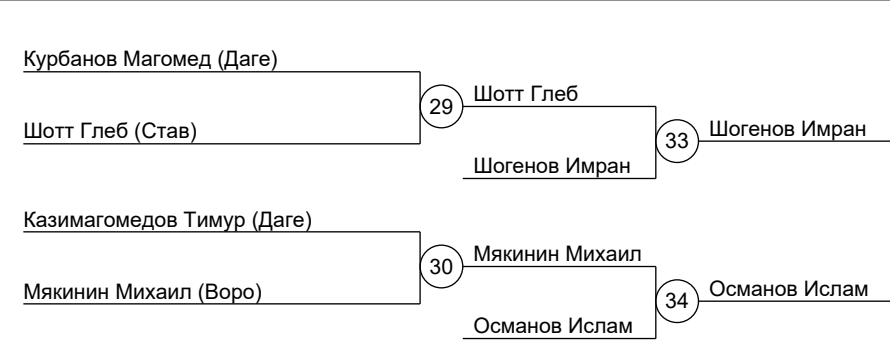 Курбанов Магомед (Даге)
29
Шотт Глеб
Шотт Глеб (Став)
33
Шогенов Имран
Шогенов Имран
Казимагомедов Тимур (Даге)
30
Мякинин Михаил
Мякинин Михаил (Воро)
34
Османов Ислам
Османов Ислам